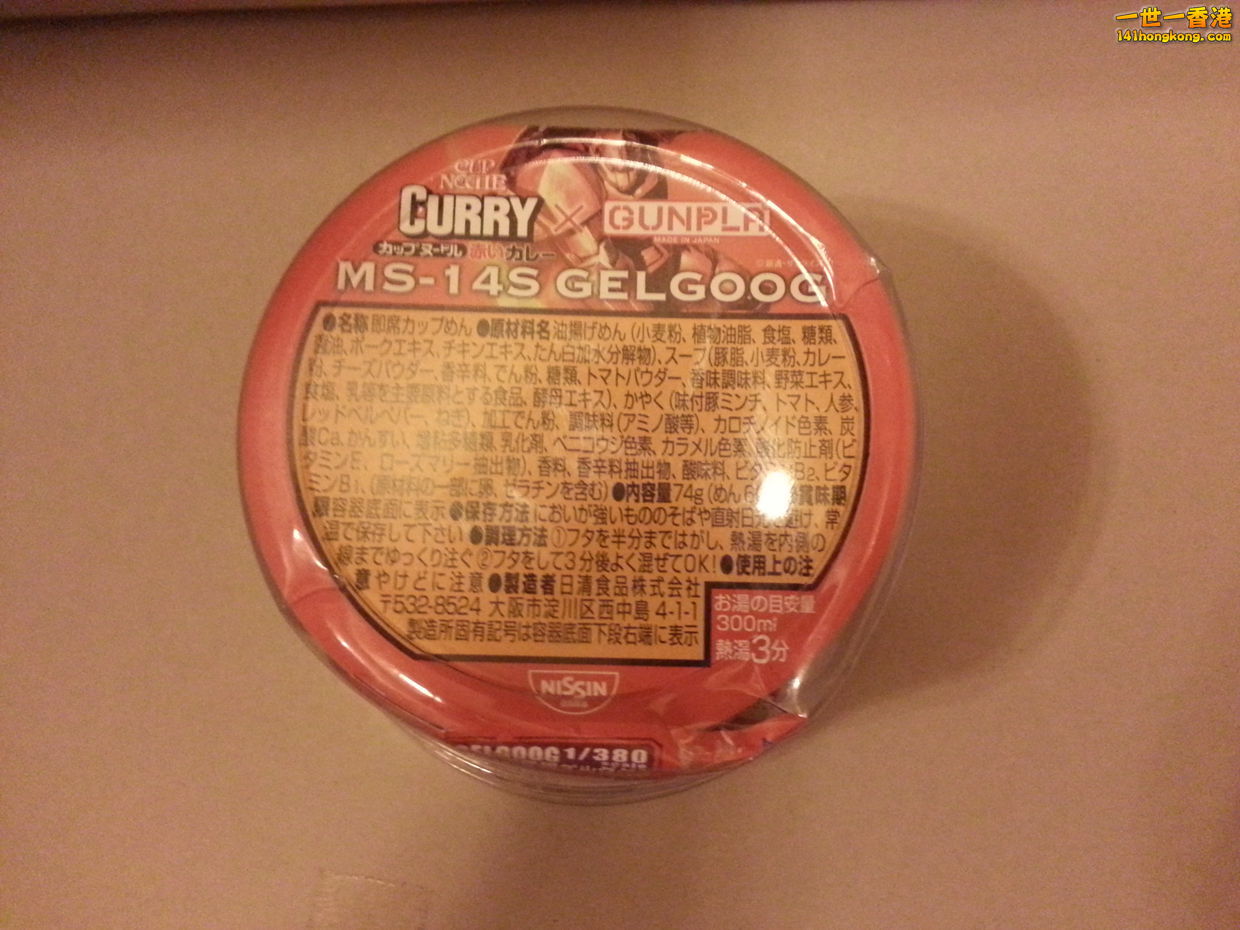 一世一香港
141hongkong.com
CUP
NOODLE
CURRY × GUNPLA
MADE IN JAPAN
カップヌードル 赤いカレー
MS-14S GELGOOG
●名称 即席カップめん ●原材料名 油揚げめん (小麦粉、植物油脂、食塩、糖類、
醤油、ポークエキス、チキンエキス、たん白加水分解物)、スープ(豚脂、小麦粉、カレー
粉、チーズパウダー、香辛料、でん粉、糖類、トマトパウダー、香味調味料、野菜エキス、
食塩、乳等を主要原料とする食品、酵母エキス)、かやく (味付豚ミンチ、トマト、人参、
レッドベルペパー、ねぎ)、加工でん粉、調味料(アミノ酸等)、カロチノイド色素、炭
酸Ca、かんすい、増粘多糖類、乳化剤、ベニコウジ色素、カラメル色素、酸化防止剤(ビ
タミンE、ローズマリー抽出物)、香料、香辛料抽出物、酸味料、ビタミンB2、ビタ
ミンB1、(原材料の一部に卵、ゼラチンを含む) ●内容量 74g (めん 賞味期
限 容器底面に表示 ●保存方法 においが強いもののそばや直射日光を避け、常
温で保存して下さい ●調理方法 ①フタを半分まではがし、熱湯を内側の
線までゆっくり注ぐ ②フタをして3分後よく混ぜてOK! ●使用上の注
意 やけどに注意 ●製造者 日清食品株式会社
〒532-8524 大阪市淀川区西中島 4-1-1
製造所固有記号は容器底面下段右端に表示
お湯の目安量
300ml
熱湯3分
NISSIN
GELGOOG 1/380